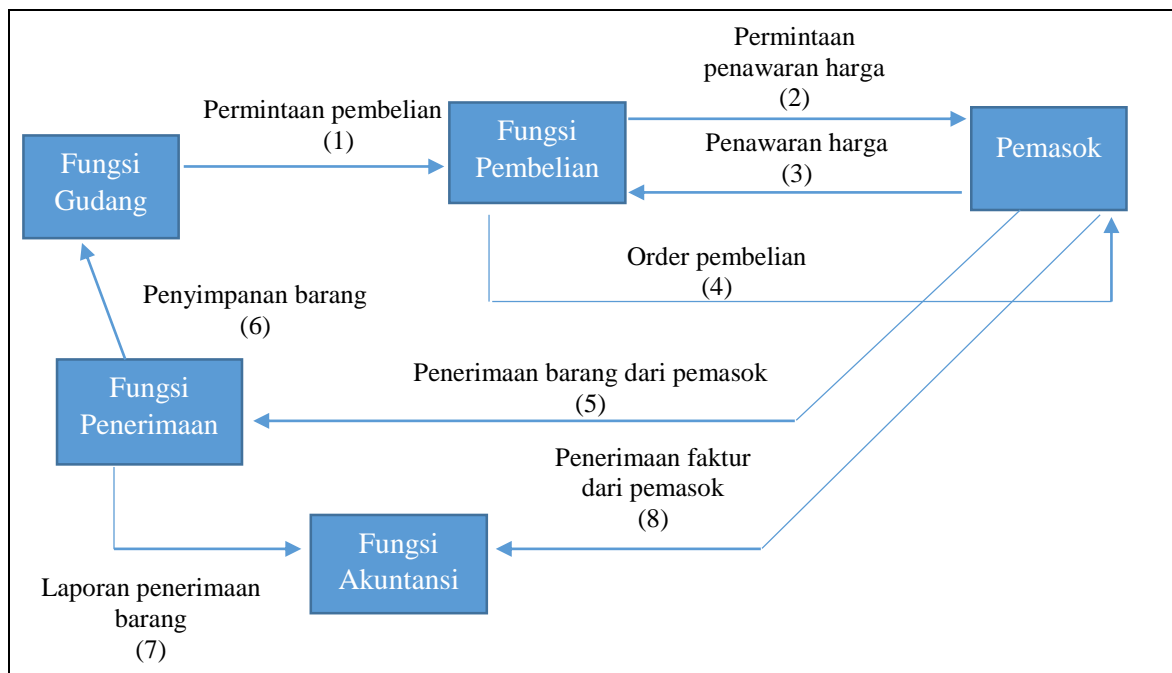 Permintaan
penawaran harga
(2)
Permintaan pembelian
(1)
Fungsi
Pembelian
Penawaran harga
(3)
Pemasok
Fungsi
Gudang
Order pembelian
(4)
Penyimpanan barang
(6)
Fungsi
Penerimaan
Penerimaan barang dari pemasok
(5)
Penerimaan faktur
dari pemasok
(8)
Fungsi
Akuntansi
Laporan penerimaan
barang
(7)